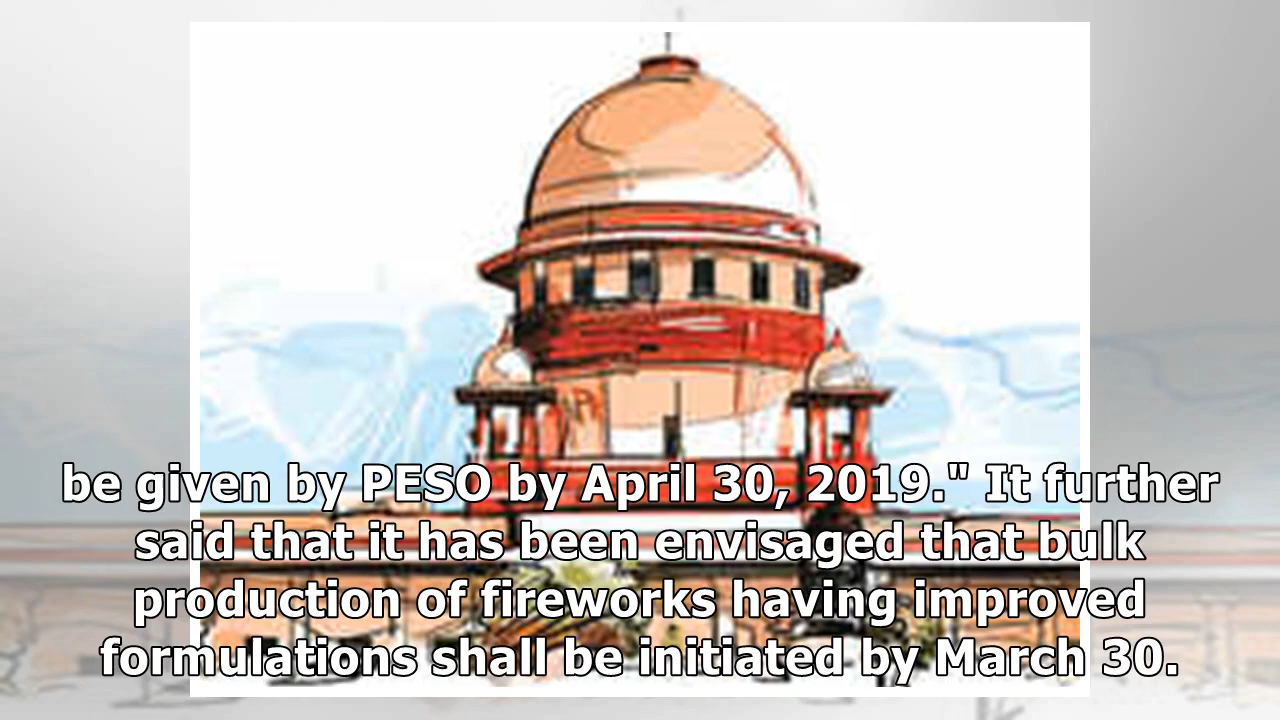 be given by PESO by April 30, 2019." It further
said that it has been envisaged that bulk
production of fireworks having improved
formulations shall be initiated by March 30.